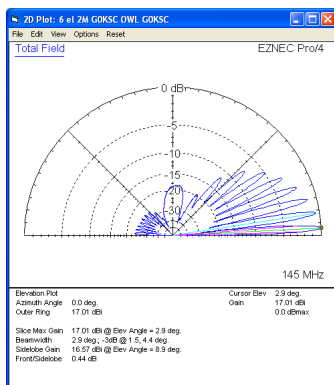 2D Plot: 6 el 2M G0KSC OWL G0KSC
File Edit View Options Reset
Total Field
EZNEC Pro/4
0 dB
-5
-10
-15
-20
-30
145 MHz
Elevation Plot
Azimuth Angle 0.0 deg.
Outer Ring 17.01 dBi
Cursor Elev 2.9 deg.
Gain 17.01 dBi
0.0 dBmax
Slice Max Gain 17.01 dBi @ Elev Angle = 2.9 deg.
Beamwidth 2.9 deg.; -3dB @ 1.5, 4.4 deg.
Sidelobe Gain 16.57 dBi @ Elev Angle = 8.9 deg.
Front/Sidelobe 0.44 dB